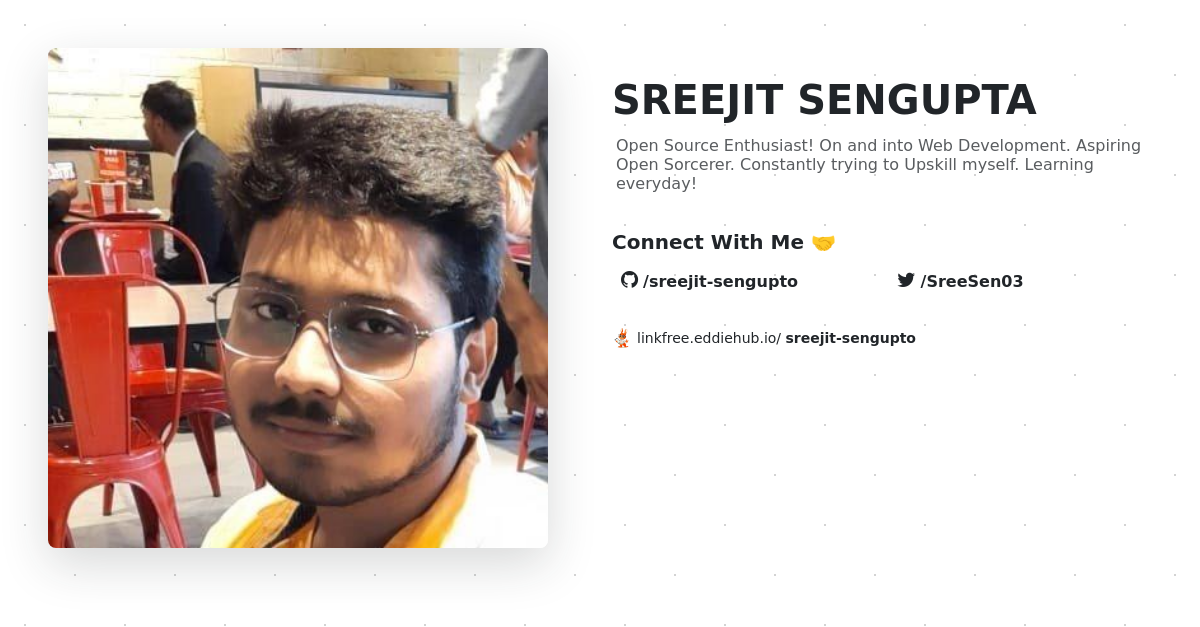 SREEJIT SENGUPTA
Open Source Enthusiast! On and into Web Development. Aspiring
Open Sorcerer. Constantly trying to Upskill myself. Learning
everyday!
Connect With Me 🤝
/sreejit-sengupto
/SreeSen03
linkfree.eddiehub.io/ sreejit-sengupto